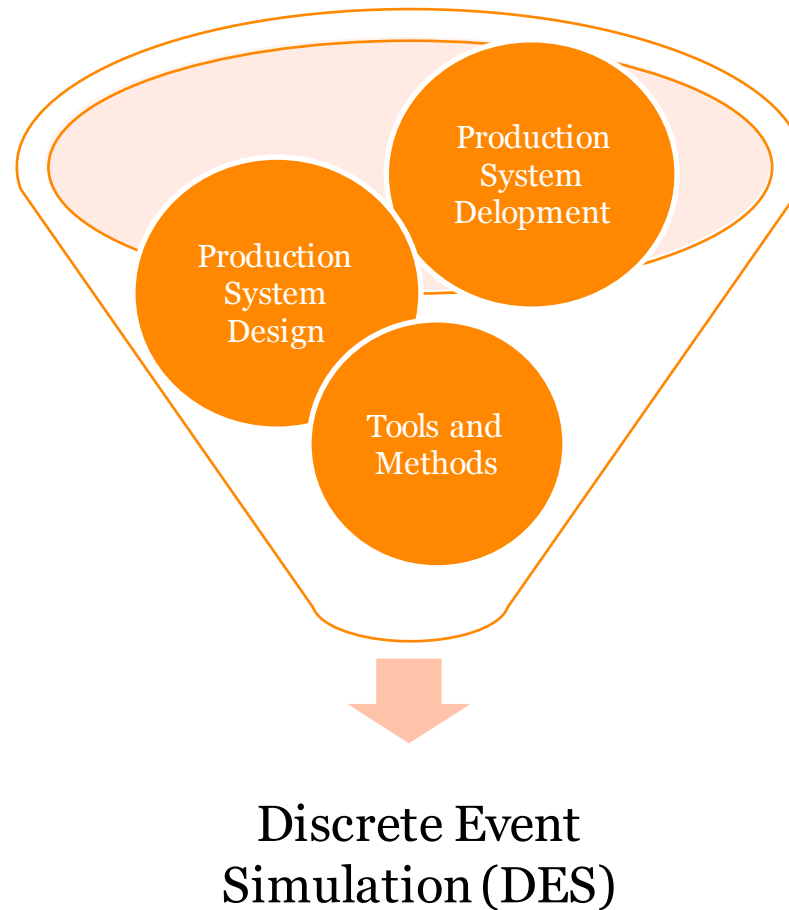 Production
System
Delopment
Production
System
Design
Tools and
Methods
Discrete Event
Simulation (DES)